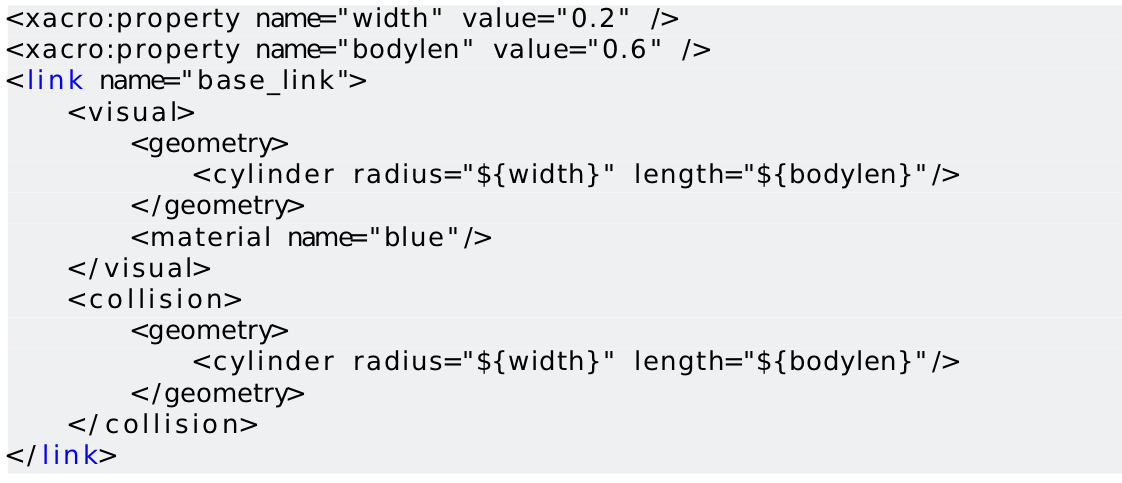 <xacro:property name="width" value="0.2" />
<xacro:property name="bodylen" value="0.6" />
<link name="base_link">
    <visual>
        <geometry>
            <cylinder radius="${width}" length="${bodylen}"/>
        </geometry>
        <material name="blue"/>
    </visual>
    <collision>
        <geometry>
            <cylinder radius="${width}" length="${bodylen}"/>
        </geometry>
    </collision>
</link>